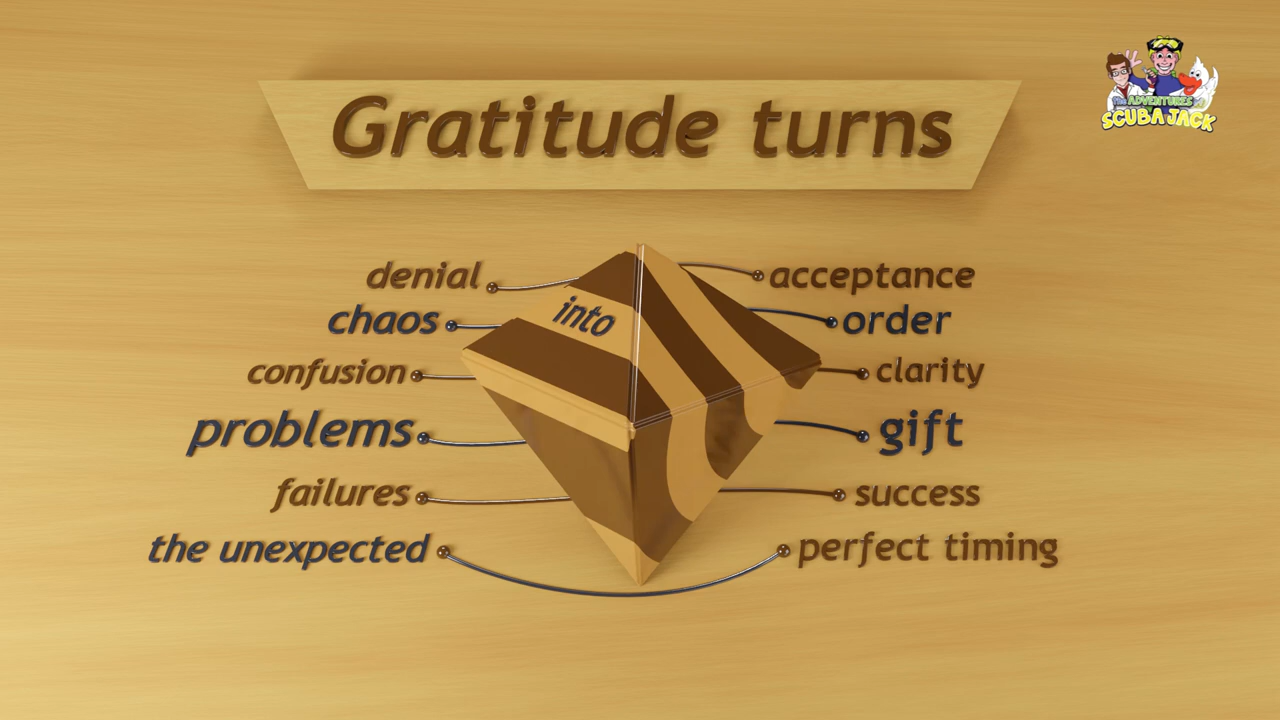 Gratitude turns
The ADVENTURES of
SCUBA JACK
denial
into
acceptance
chaos
order
confusion
clarity
problems
gift
failures
success
the unexpected
perfect timing